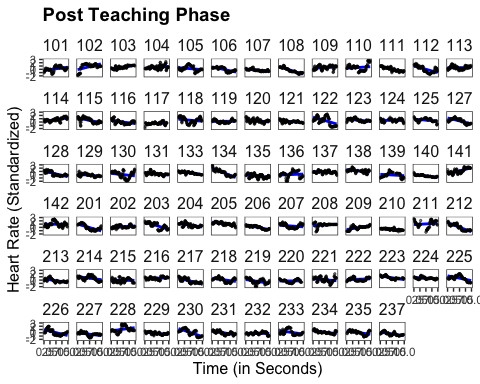 Post Teaching Phase
101 102 103 104 105 106 107 108 109 110 111 112 113
114 115 116 117 118 119 120 121 122 123 124 125 127
128 129 130 131 133 134 135 136 137 138 139 140 141
142 201 202 203 204 205 206 207 208 209 210 211 212
213 214 215 216 217 218 219 220 221 222 223 224 225
226 227 228 229 230 231 232 233 234 235 237
Heart Rate (Standardized)
Time (in Seconds)